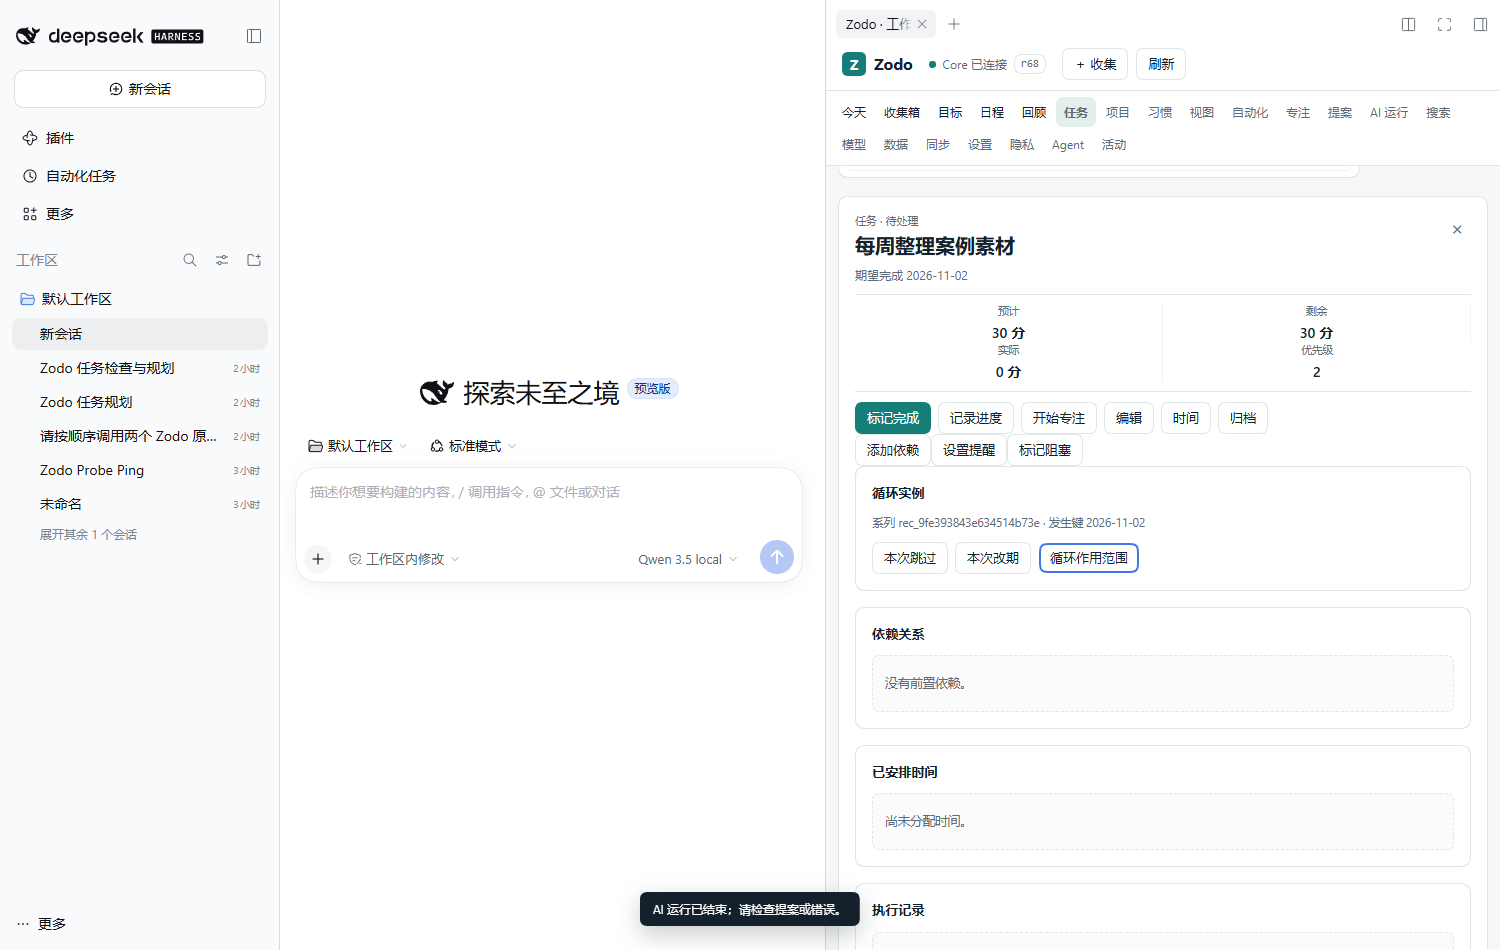 deepseek HARNESS
新会话
插件
自动化任务
更多
工作区
默认工作区
新会话
Zodo 任务检查与规划 2小时
Zodo 任务规划 2小时
请按顺序调用两个 Zodo 原... 2小时
Zodo Probe Ping 3小时
未命名 3小时
展开其余 1 个会话
··· 更多
探索未至之境 预览版
默认工作区 标准模式
描述你想要构建的内容, / 调用指令, @ 文件或对话
+ 工作区内修改 Qwen 3.5 local
Zodo · 工作
Z Zodo Core 已连接 r68 + 收集 刷新
今天 收集箱 目标 日程 回顾 任务 项目 习惯 视图 自动化 专注 提案 AI 运行 搜索
模型 数据 同步 设置 隐私 Agent 活动
任务 · 待处理
每周整理案例素材
期望完成 2026-11-02
预计 剩余
30 分 30 分
实际 优先级
0 分 2
标记完成 记录进度 开始专注 编辑 时间 归档
添加依赖 设置提醒 标记阻塞
循环实例
系列 rec_9fe393843e634514b73e · 发生键 2026-11-02
本次跳过 本次改期 循环作用范围
依赖关系
没有前置依赖。
已安排时间
尚未分配时间。
执行记录
AI 运行已结束；请检查提案或错误。